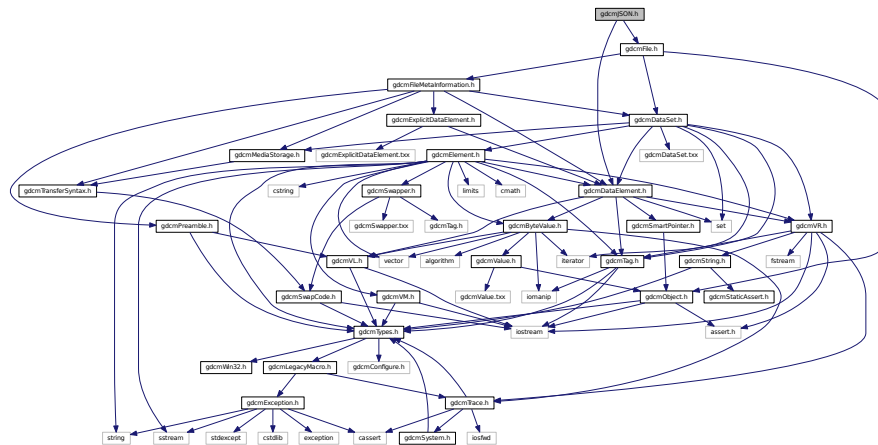 gdcmJSON.h
gdcmFile.h
gdcmFileMetaInformation.h
gdcmExplicitDataElement.h
gdcmDataSet.h
gdcmMediaStorage.h
gdcmExplicitDataElement.txx
gdcmElement.h
gdcmDataSet.txx
gdcmTransferSyntax.h
cstring
gdcmSwapper.h
limits
cmath
gdcmDataElement.h
gdcmPreamble.h
gdcmSwapper.txx
gdcmTag.h
gdcmByteValue.h
gdcmSmartPointer.h
set
gdcmVR.h
gdcmVL.h
vector
algorithm
gdcmValue.h
iterator
gdcmTag.h
gdcmString.h
fstream
gdcmSwapCode.h
gdcmVM.h
gdcmValue.txx
iomanip
gdcmObject.h
gdcmStaticAssert.h
gdcmTypes.h
iostream
assert.h
gdcmWin32.h
gdcmLegacyMacro.h
gdcmConfigure.h
gdcmException.h
gdcmTrace.h
string
sstream
stdexcept
cstdlib
exception
cassert
gdcmSystem.h
iosfwd